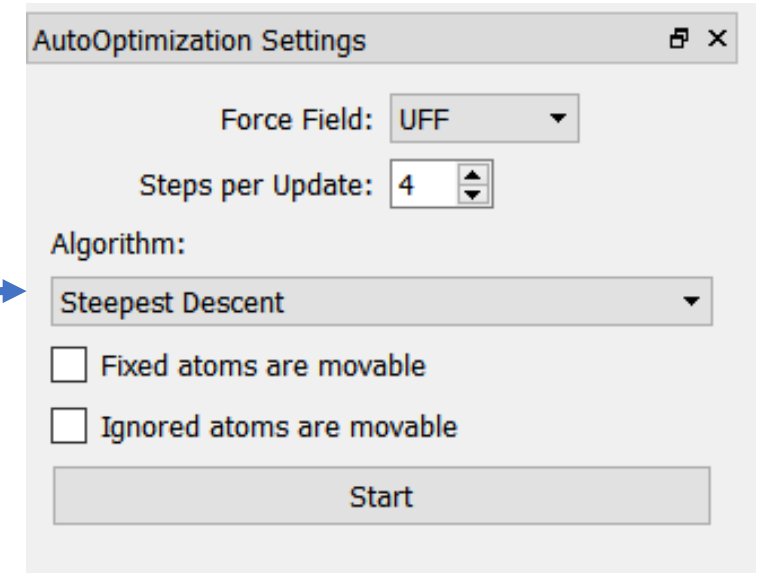 AutoOptimization Settings
Force Field: UFF
Steps per Update: 4
Algorithm:
Steepest Descent
Fixed atoms are movable
Ignored atoms are movable
Start